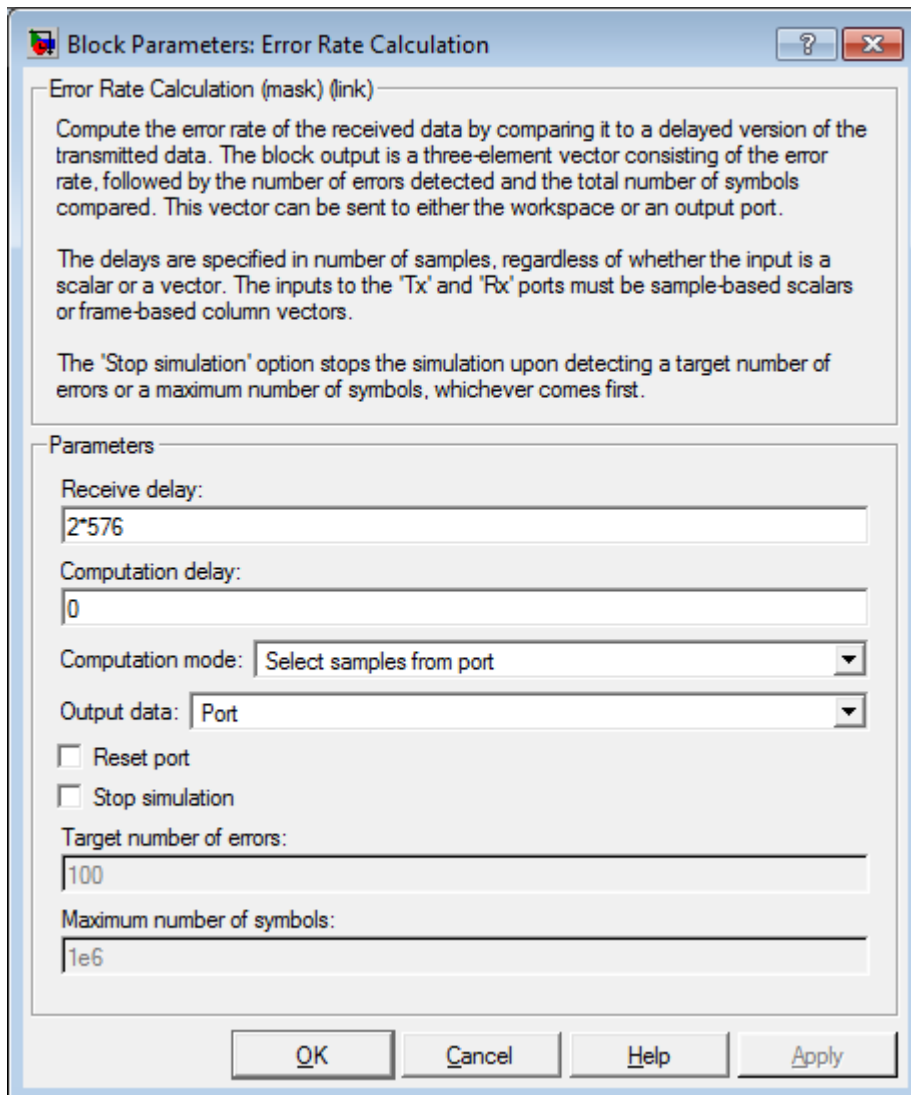 Block Parameters: Error Rate Calculation
Error Rate Calculation (mask) (link)
Compute the error rate of the received data by comparing it to a delayed version of the
transmitted data. The block output is a three-element vector consisting of the error
rate, followed by the number of errors detected and the total number of symbols
compared. This vector can be sent to either the workspace or an output port.
The delays are specified in number of samples, regardless of whether the input is a
scalar or a vector. The inputs to the 'Tx' and 'Rx' ports must be sample-based scalars
or frame-based column vectors.
The 'Stop simulation' option stops the simulation upon detecting a target number of
errors or a maximum number of symbols, whichever comes first.
Parameters
Receive delay:
2*576
Computation delay:
0
Computation mode: Select samples from port
Output data: Port
Reset port
Stop simulation
Target number of errors:
100
Maximum number of symbols:
1e6
OK Cancel Help Apply